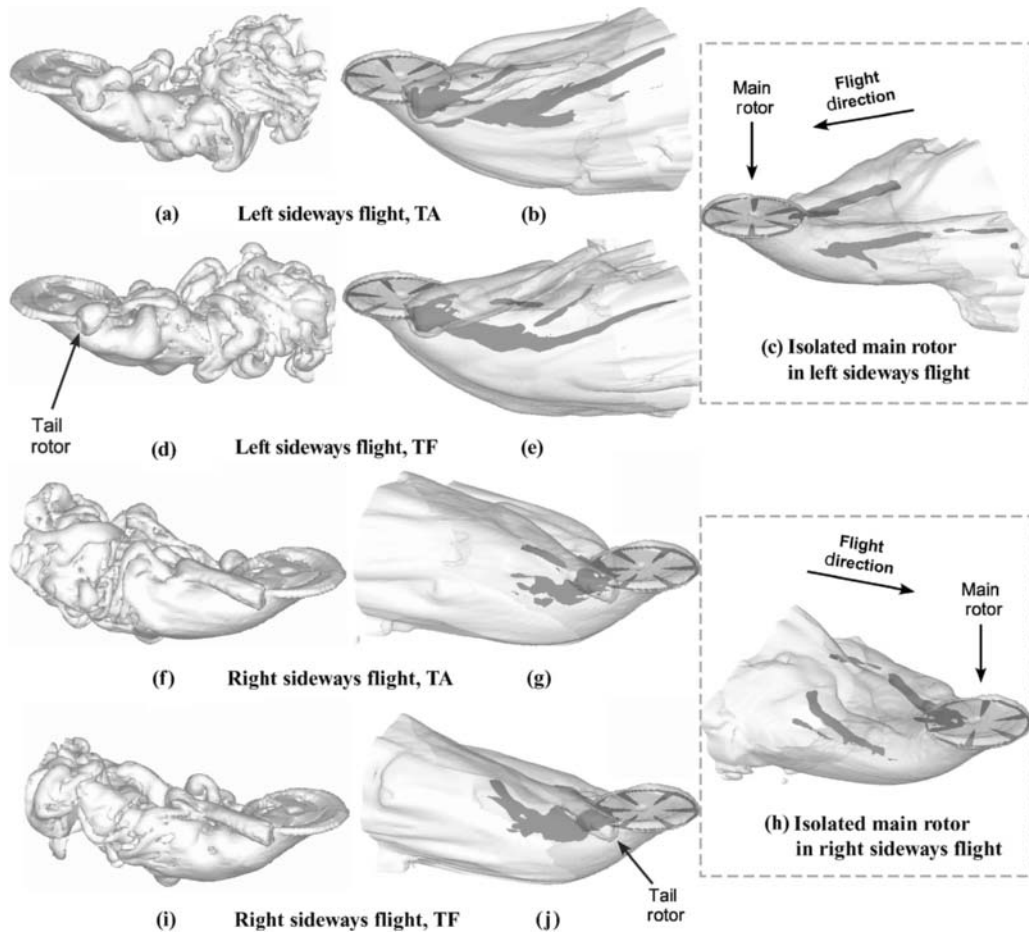 (a) Left sideways flight, TA (b)
Main
rotor
Flight
direction
(c) Isolated main rotor
in left sideways flight
Tail
rotor
(d) Left sideways flight, TF (e)
(f) Right sideways flight, TA (g)
Flight
direction
Main
rotor
(h) Isolated main rotor
in right sideways flight
Tail
rotor
(i) Right sideways flight, TF (j)